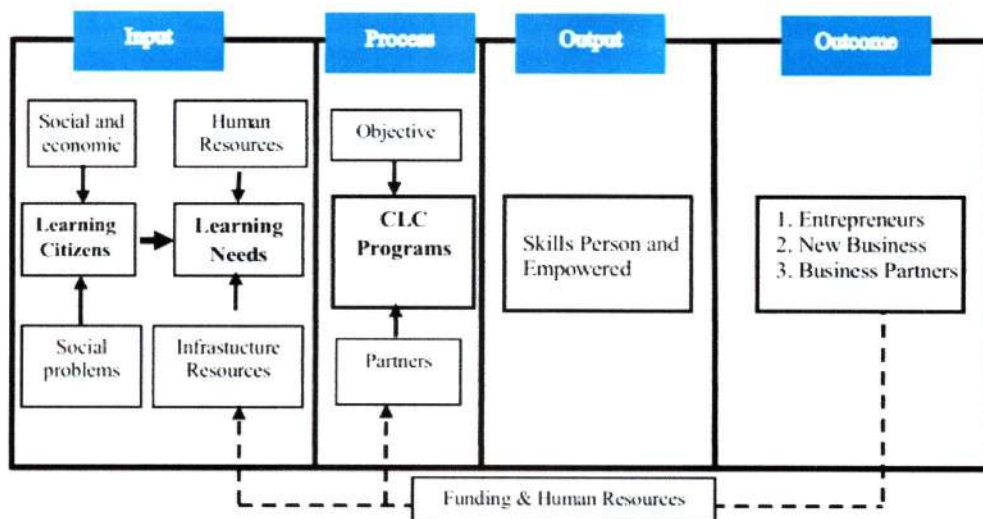 Input
Process
Output
Outcome
Social and
economic
Human
Resources
Learning
Citizens
Learning
Needs
Social
problems
Infrastucture
Resources
Objective
CLC
Programs
Partners
Skills Person and
Empowered
1. Entrepreneurs
2. New Business
3. Business Partners
Funding & Human Resources